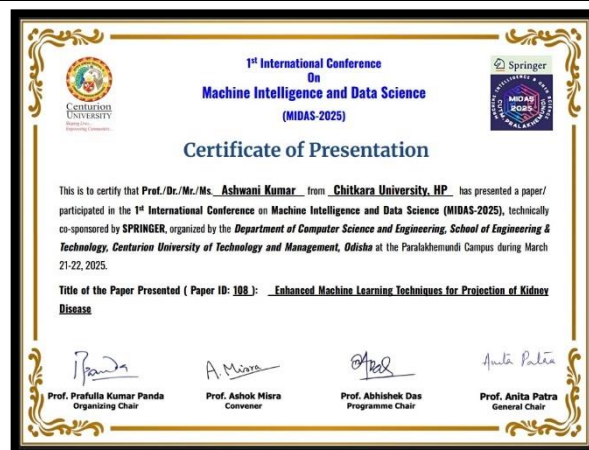 1st International Conference
On
Machine Intelligence and Data Science
(MIDAS-2025)
Centurion
UNIVERSITY
Shaping Lives...
Empowering Communities...
Springer
MIDAS
2025
Certificate of Presentation
This is to certify that Prof./Dr./Mr./Ms. Ashwani Kumar from Chitkara University, HP has presented a paper/
participated in the 1st International Conference on Machine Intelligence and Data Science (MIDAS-2025), technically
co-sponsored by SPRINGER, organized by the Department of Computer Science and Engineering, School of Engineering &
Technology, Centurion University of Technology and Management, Odisha at the Paralakhemundi Campus during March
21-22, 2025.
Title of the Paper Presented ( Paper ID: 108 ): Enhanced Machine Learning Techniques for Projection of Kidney
Disease
A. Misra
Anita Patra
Prof. Prafulla Kumar Panda
Organizing Chair
Prof. Ashok Misra
Convener
Prof. Abhishek Das
Programme Chair
Prof. Anita Patra
General Chair